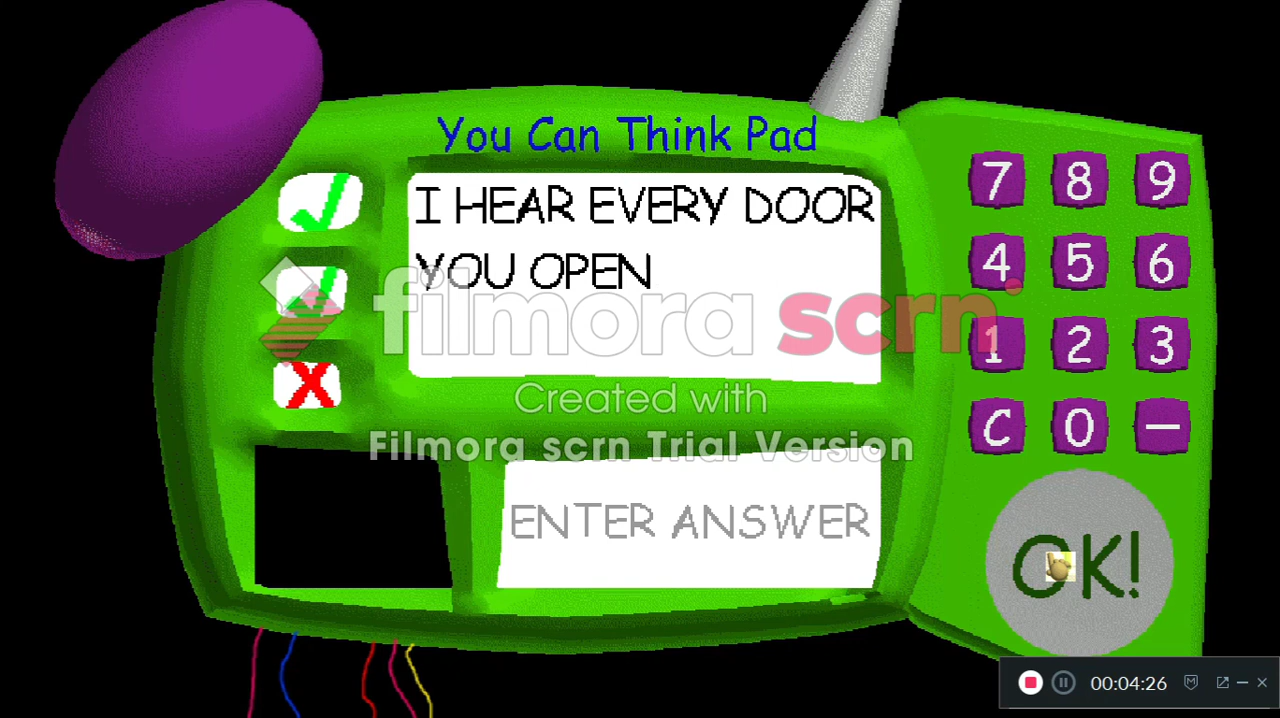 You Can Think Pad
I HEAR EVERY DOOR
YOU OPEN
filmora scrn
Created with
Filmora scrn Trial Version
ENTER ANSWER
7 8 9
4 5 6
1 2 3
C 0 —
OK!
00:04:26